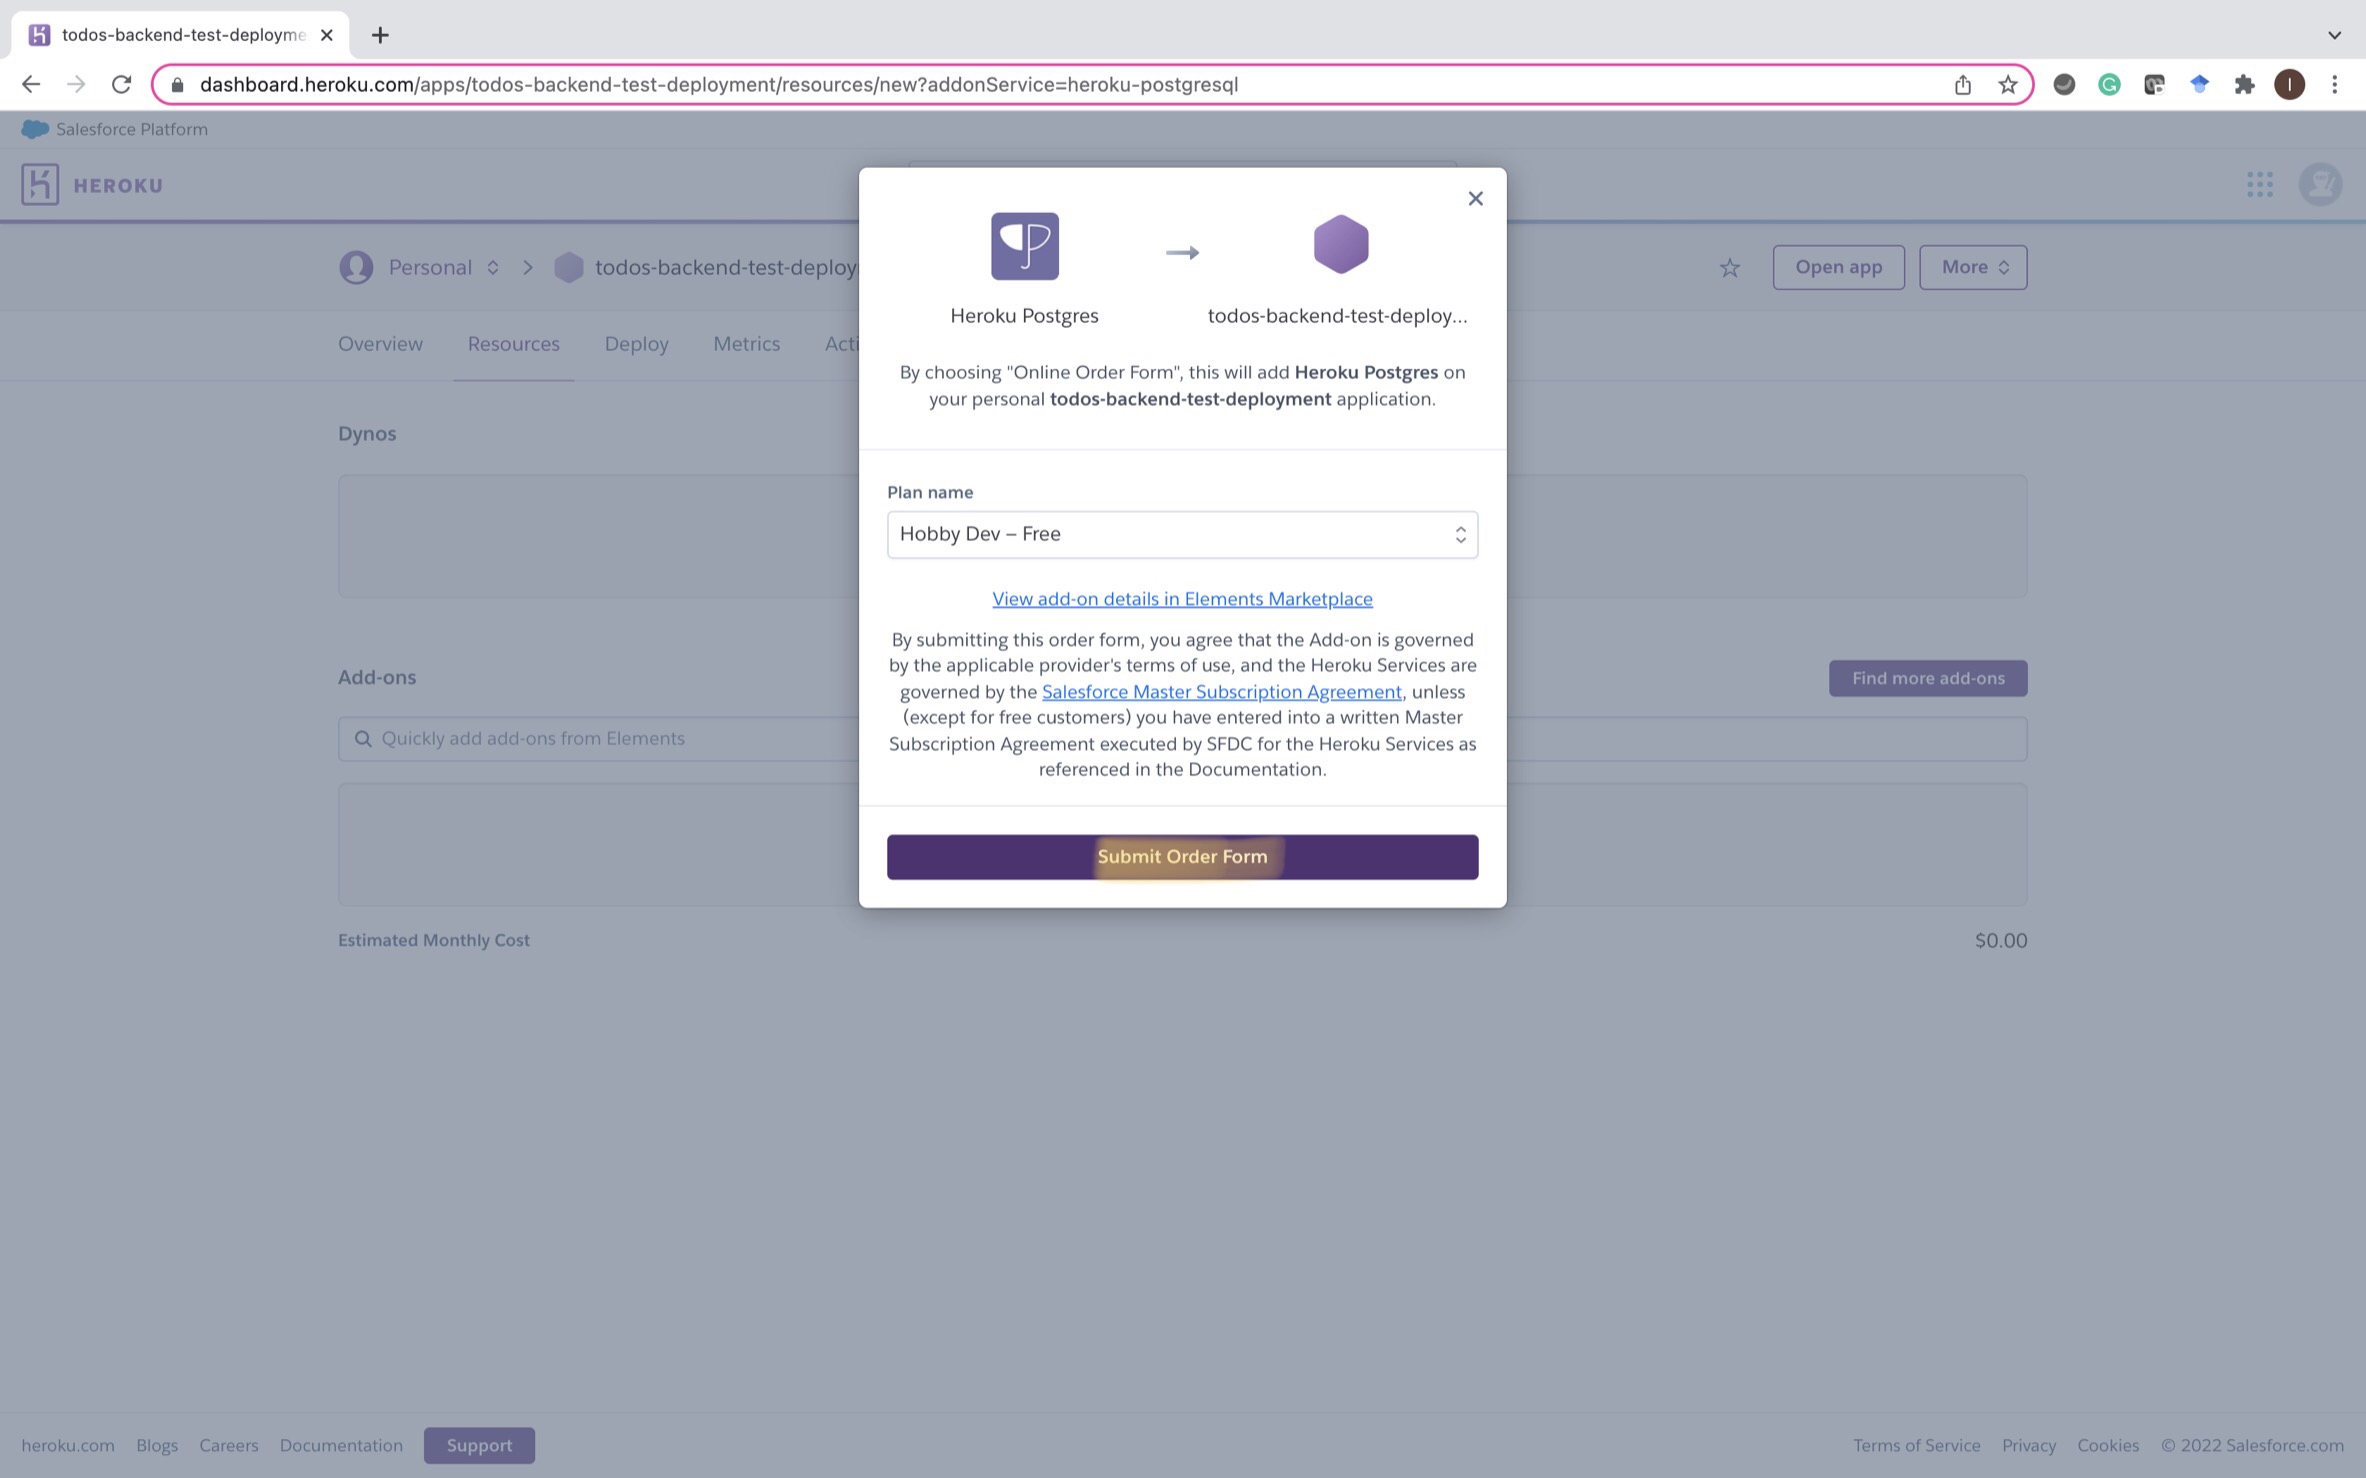 todos-backend-test-deployme
dashboard.heroku.com/apps/todos-backend-test-deployment/resources/new?addonService=heroku-postgresql
I
Salesforce Platform
HEROKU
Personal
todos-backend-test-deploy
Open app
More
Overview
Resources
Deploy
Metrics
Acti
Heroku Postgres
todos-backend-test-deploy...
By choosing "Online Order Form", this will add Heroku Postgres on
your personal todos-backend-test-deployment application.
Dynos
Plan name
Hobby Dev – Free
View add-on details in Elements Marketplace
By submitting this order form, you agree that the Add-on is governed
by the applicable provider's terms of use, and the Heroku Services are
governed by the Salesforce Master Subscription Agreement, unless
(except for free customers) you have entered into a written Master
Subscription Agreement executed by SFDC for the Heroku Services as
referenced in the Documentation.
Submit Order Form
Add-ons
Find more add-ons
Quickly add add-ons from Elements
Estimated Monthly Cost
$0.00
heroku.com
Blogs
Careers
Documentation
Support
Terms of Service
Privacy
Cookies
© 2022 Salesforce.com